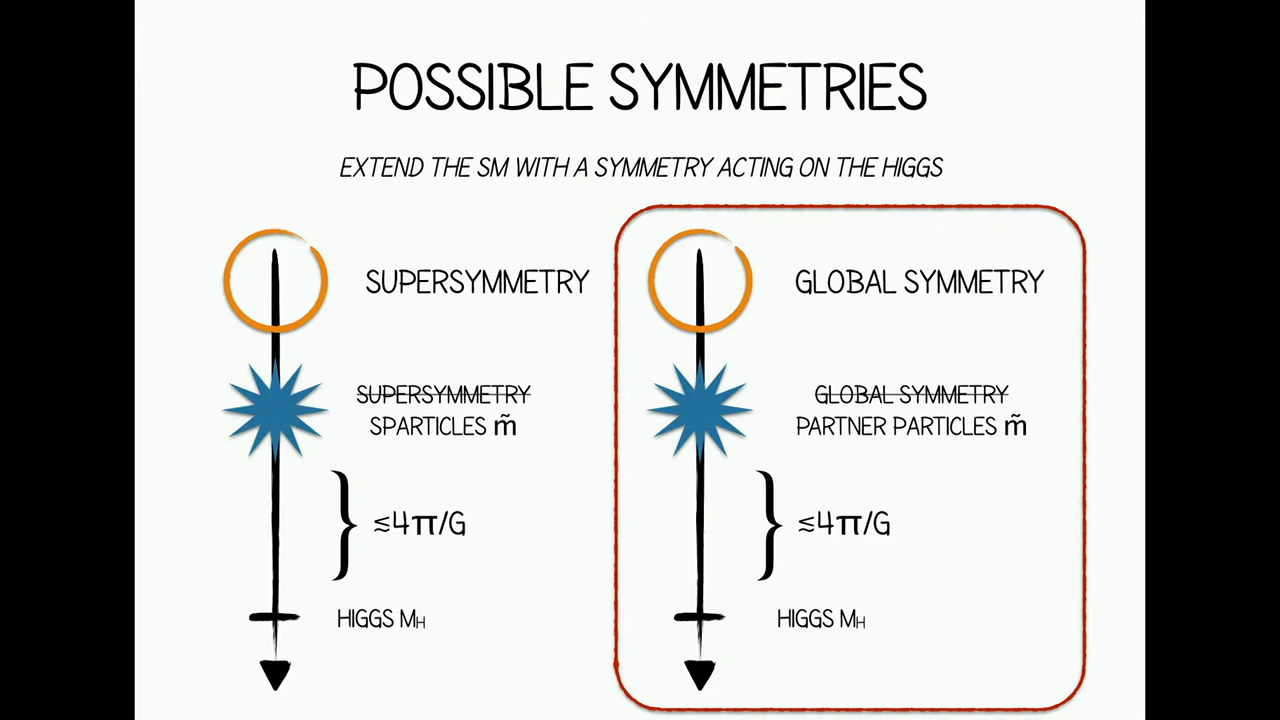 POSSIBLE SYMMETRIES
EXTEND THE SM WITH A SYMMETRY ACTING ON THE HIGGS
SUPERSYMMETRY
SUPERSYMMETRY
SPARTICLES m̃
≲4π/G
HIGGS MH
GLOBAL SYMMETRY
GLOBAL SYMMETRY
PARTNER PARTICLES m̃
≲4π/G
HIGGS MH